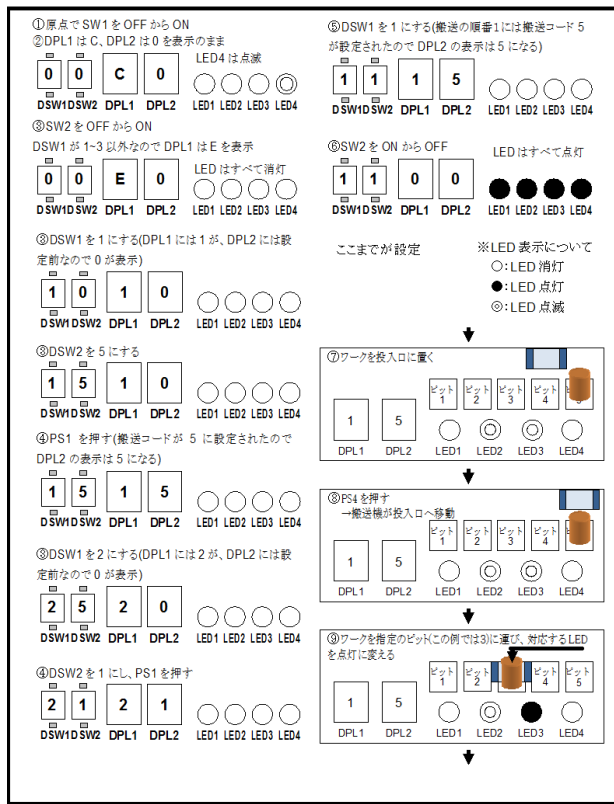 ①原点でSW1をOFFからON
②DPL1はC、DPL2は0を表示のまま
LED4は点滅
0 0 C 0
DSW1DSW2 DPL1 DPL2 LED1 LED2 LED3 LED4
③SW2をOFFからON
DSW1が1~3以外なのでDPL1はEを表示
LEDはすべて消灯
0 0 E 0
DSW1DSW2 DPL1 DPL2 LED1 LED2 LED3 LED4
③DSW1を1にする(DPL1には1が、DPL2には設
定前なので0が表示)
1 0 1 0
DSW1DSW2 DPL1 DPL2 LED1 LED2 LED3 LED4
③DSW2を5にする
1 5 1 0
DSW1DSW2 DPL1 DPL2 LED1 LED2 LED3 LED4
④PS1 を押す(搬送コードが 5 に設定されたので
DPL2の表示は5になる)
1 5 1 5
DSW1DSW2 DPL1 DPL2 LED1 LED2 LED3 LED4
③DSW1を2にする(DPL1には2が、DPL2には設
定前なので0が表示)
2 5 2 0
DSW1DSW2 DPL1 DPL2 LED1 LED2 LED3 LED4
④DSW2を1にし、PS1を押す
2 1 2 1
DSW1DSW2 DPL1 DPL2 LED1 LED2 LED3 LED4
⑤DSW1を1にする(搬送の順番1には搬送コード5
が設定されたのでDPL2の表示は5になる)
1 1 1 5
DSW1DSW2 DPL1 DPL2 LED1 LED2 LED3 LED4
⑥SW2をONからOFF
LEDはすべて点灯
1 1 0 0
DSW1DSW2 DPL1 DPL2 LED1 LED2 LED3 LED4
ここまでが設定
※LED表示について
○:LED消灯
●:LED点灯
◎:LED点滅
⑦ワークを投入口に置く
ピット1 ピット2 ピット3 ピット4
1 5
DPL1 DPL2 LED1 LED2 LED3 LED4
⑧PS4を押す
→搬送機が投入口へ移動
ピット1 ピット2 ピット3 ピット4
1 5
DPL1 DPL2 LED1 LED2 LED3 LED4
⑨ワークを指定のピット(この例では3)に運び、対応するLED
を点灯に変える
ピット1 ピット2 ピット4 ピット5
1 5
DPL1 DPL2 LED1 LED2 LED3 LED4